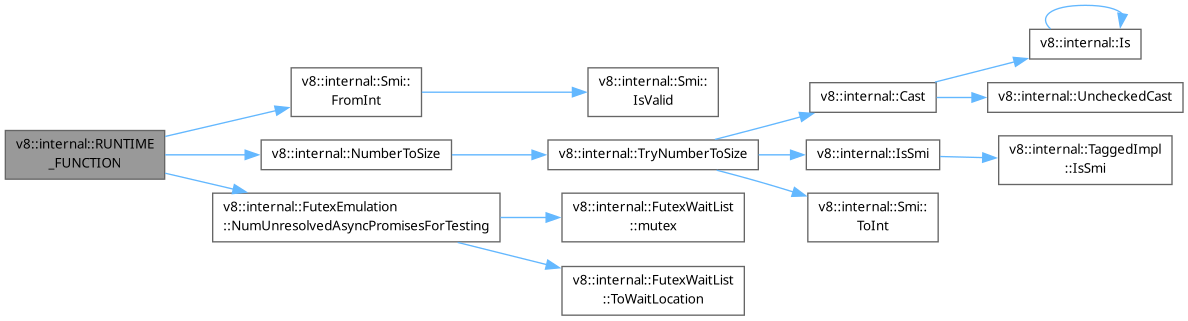 v8::internal::RUNTIME
_FUNCTION
v8::internal::Smi::
FromInt
v8::internal::Smi::
IsValid
v8::internal::NumberToSize
v8::internal::TryNumberToSize
v8::internal::Cast
v8::internal::Is
v8::internal::UncheckedCast
v8::internal::IsSmi
v8::internal::TaggedImpl
::IsSmi
v8::internal::Smi::
ToInt
v8::internal::FutexEmulation
::NumUnresolvedAsyncPromisesForTesting
v8::internal::FutexWaitList
::mutex
v8::internal::FutexWaitList
::ToWaitLocation